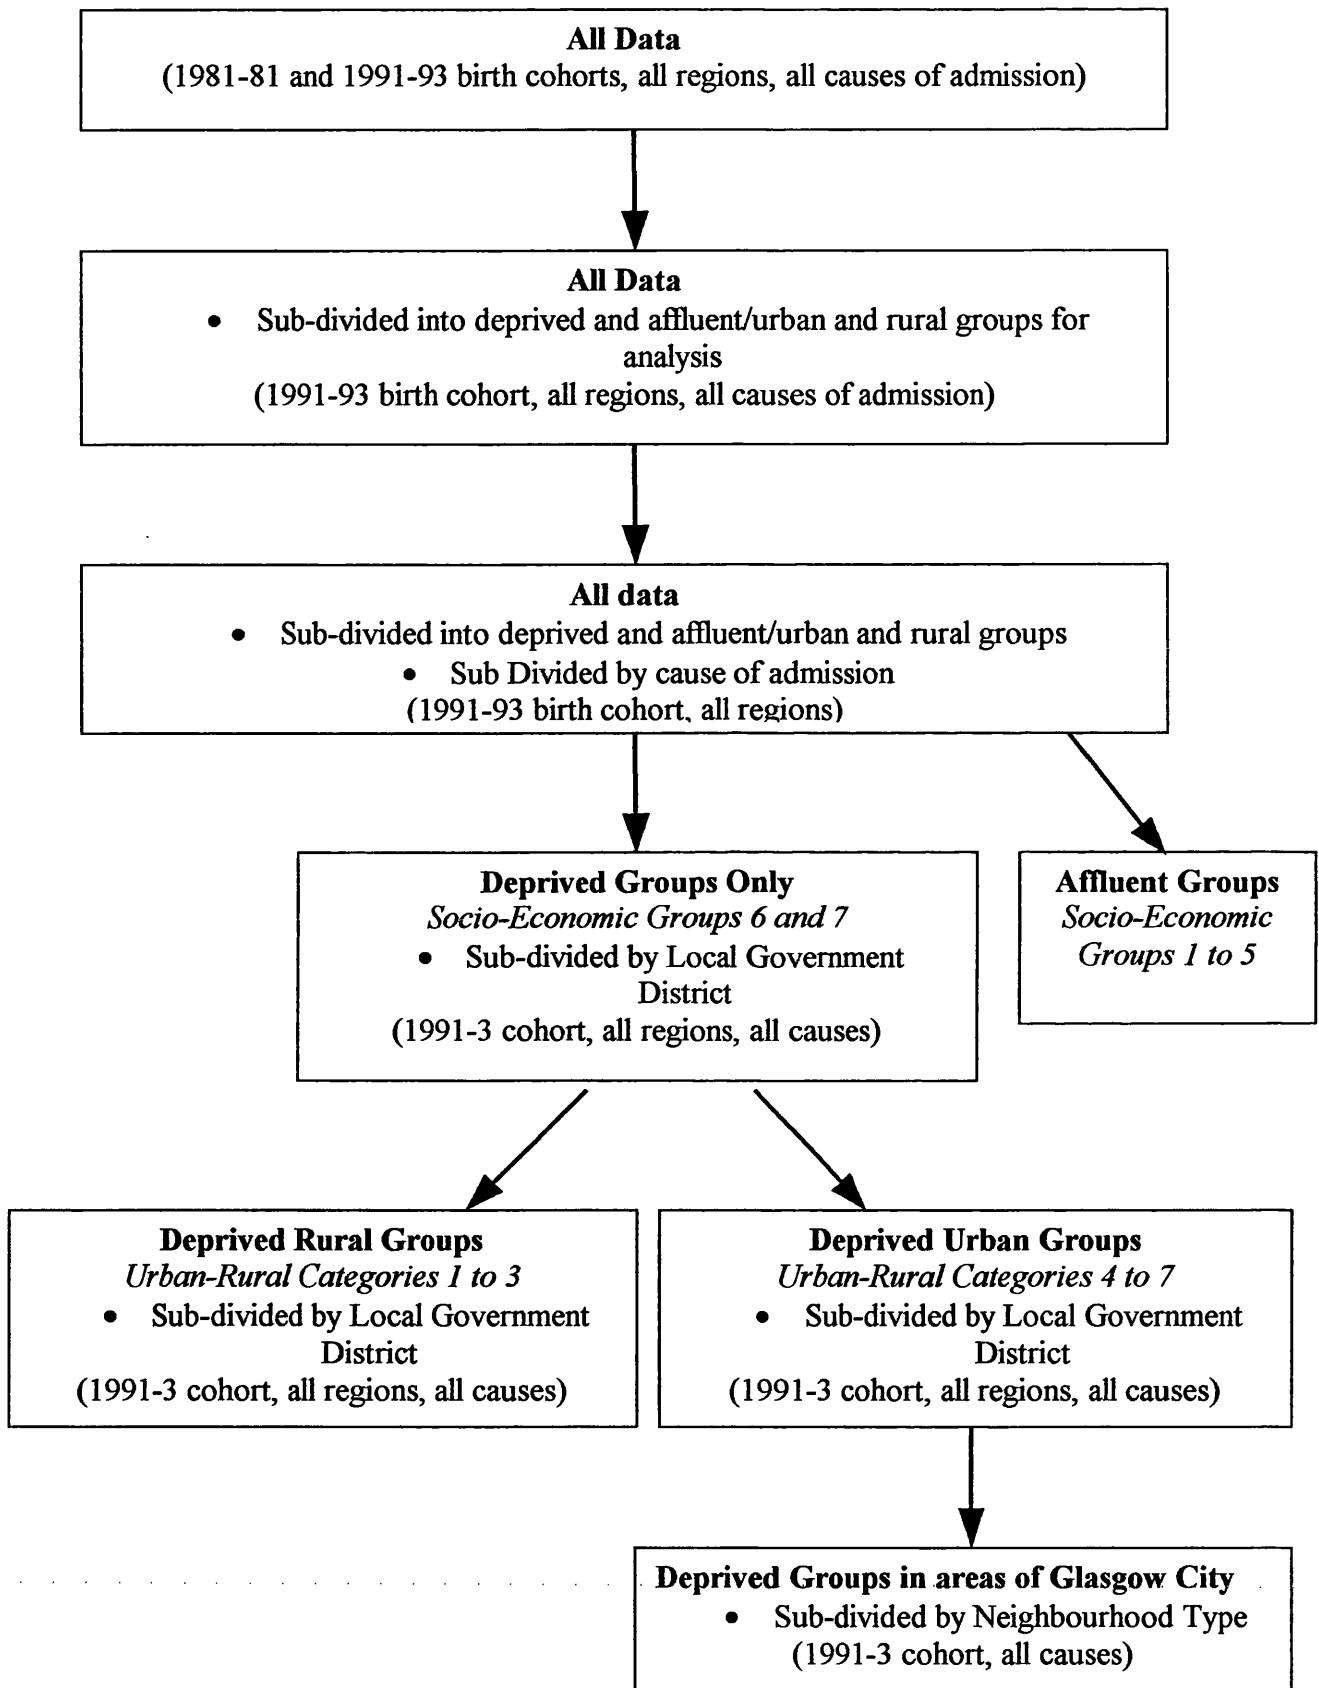 All Data
(1981-81 and 1991-93 birth cohorts, all regions, all causes of admission)
All Data
• Sub-divided into deprived and affluent/urban and rural groups for
analysis
(1991-93 birth cohort, all regions, all causes of admission)
All data
• Sub-divided into deprived and affluent/urban and rural groups
• Sub Divided by cause of admission
(1991-93 birth cohort, all regions)
Deprived Groups Only
Socio-Economic Groups 6 and 7
• Sub-divided by Local Government
District
(1991-3 cohort, all regions, all causes)
Affluent Groups
Socio-Economic
Groups 1 to 5
Deprived Rural Groups
Urban-Rural Categories 1 to 3
• Sub-divided by Local Government
District
(1991-3 cohort, all regions, all causes)
Deprived Urban Groups
Urban-Rural Categories 4 to 7
• Sub-divided by Local Government
District
(1991-3 cohort, all regions, all causes)
Deprived Groups in areas of Glasgow City
• Sub-divided by Neighbourhood Type
(1991-3 cohort, all causes)